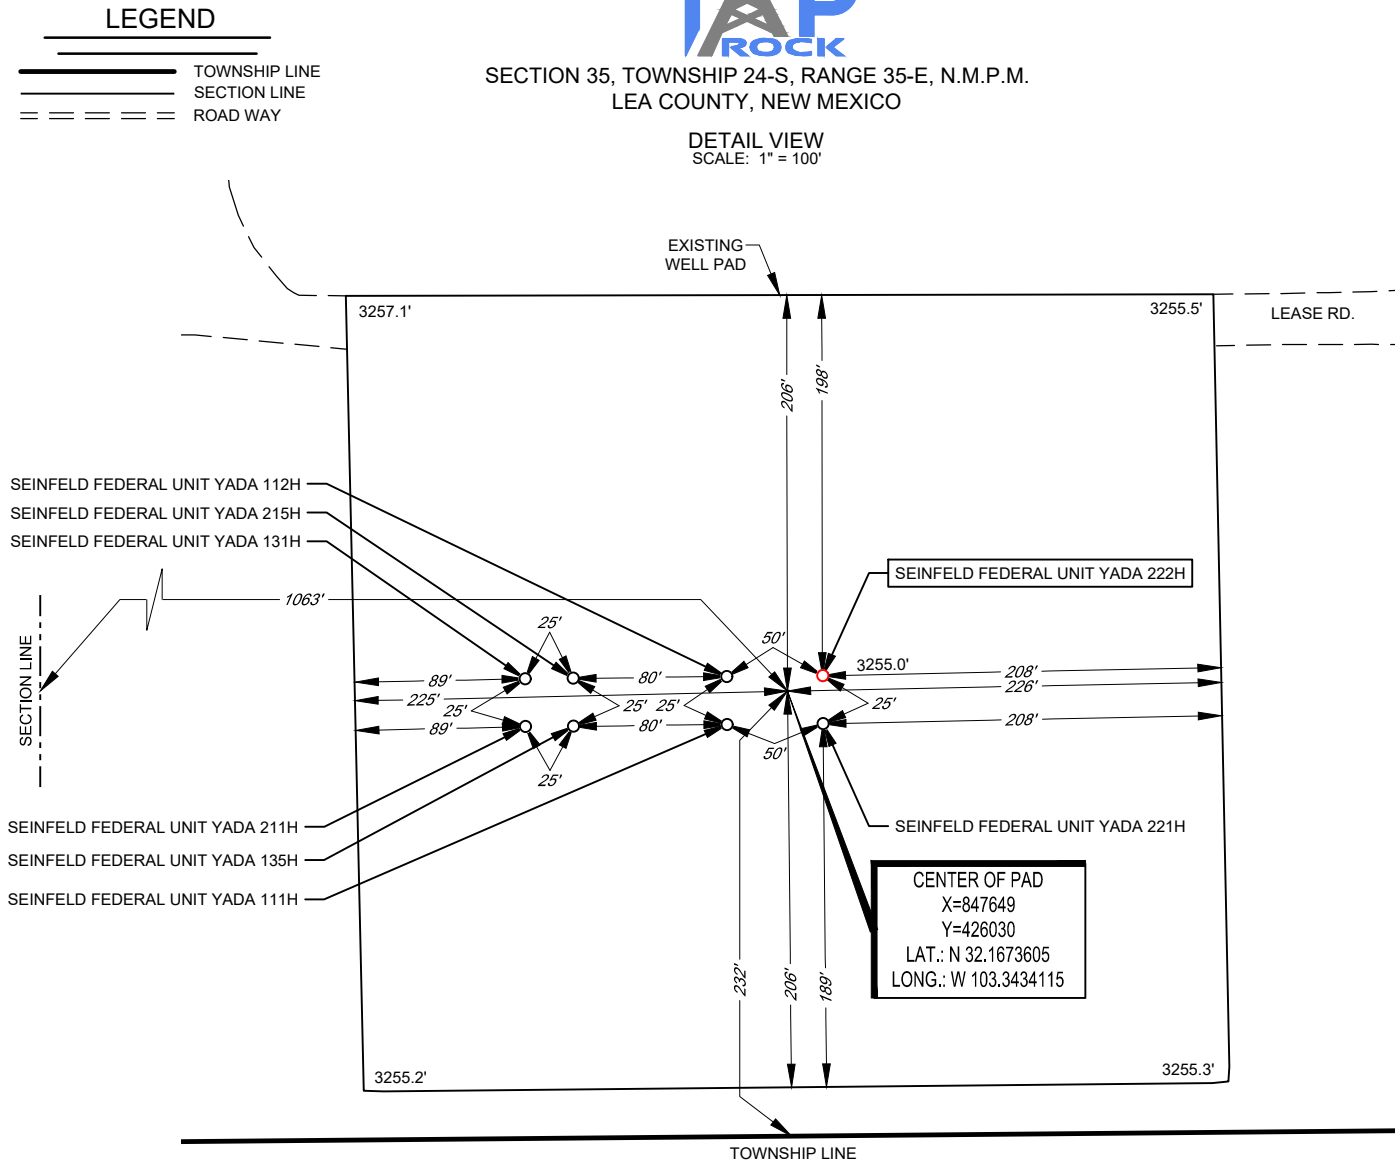 LEGEND
TOWNSHIP LINE
SECTION LINE
ROAD WAY
TAP
ROCK
SECTION 35, TOWNSHIP 24-S, RANGE 35-E, N.M.P.M.
LEA COUNTY, NEW MEXICO
DETAIL VIEW
SCALE: 1" = 100'
EXISTING
WELL PAD
3257.1'
3255.5'
LEASE RD.
206'
198'
SEINFELD FEDERAL UNIT YADA 112H
SEINFELD FEDERAL UNIT YADA 215H
SEINFELD FEDERAL UNIT YADA 131H
SEINFELD FEDERAL UNIT YADA 222H
1063'
25'
50'
SECTION LINE
3255.0'
89'
80'
208'
225'
226'
25'
25'
25'
25'
89'
80'
208'
25'
50'
SEINFELD FEDERAL UNIT YADA 211H
SEINFELD FEDERAL UNIT YADA 135H
SEINFELD FEDERAL UNIT YADA 111H
SEINFELD FEDERAL UNIT YADA 221H
CENTER OF PAD
X=847649
Y=426030
LAT.: N 32.1673605
LONG.: W 103.3434115
232'
206'
189'
3255.2'
3255.3'
TOWNSHIP LINE